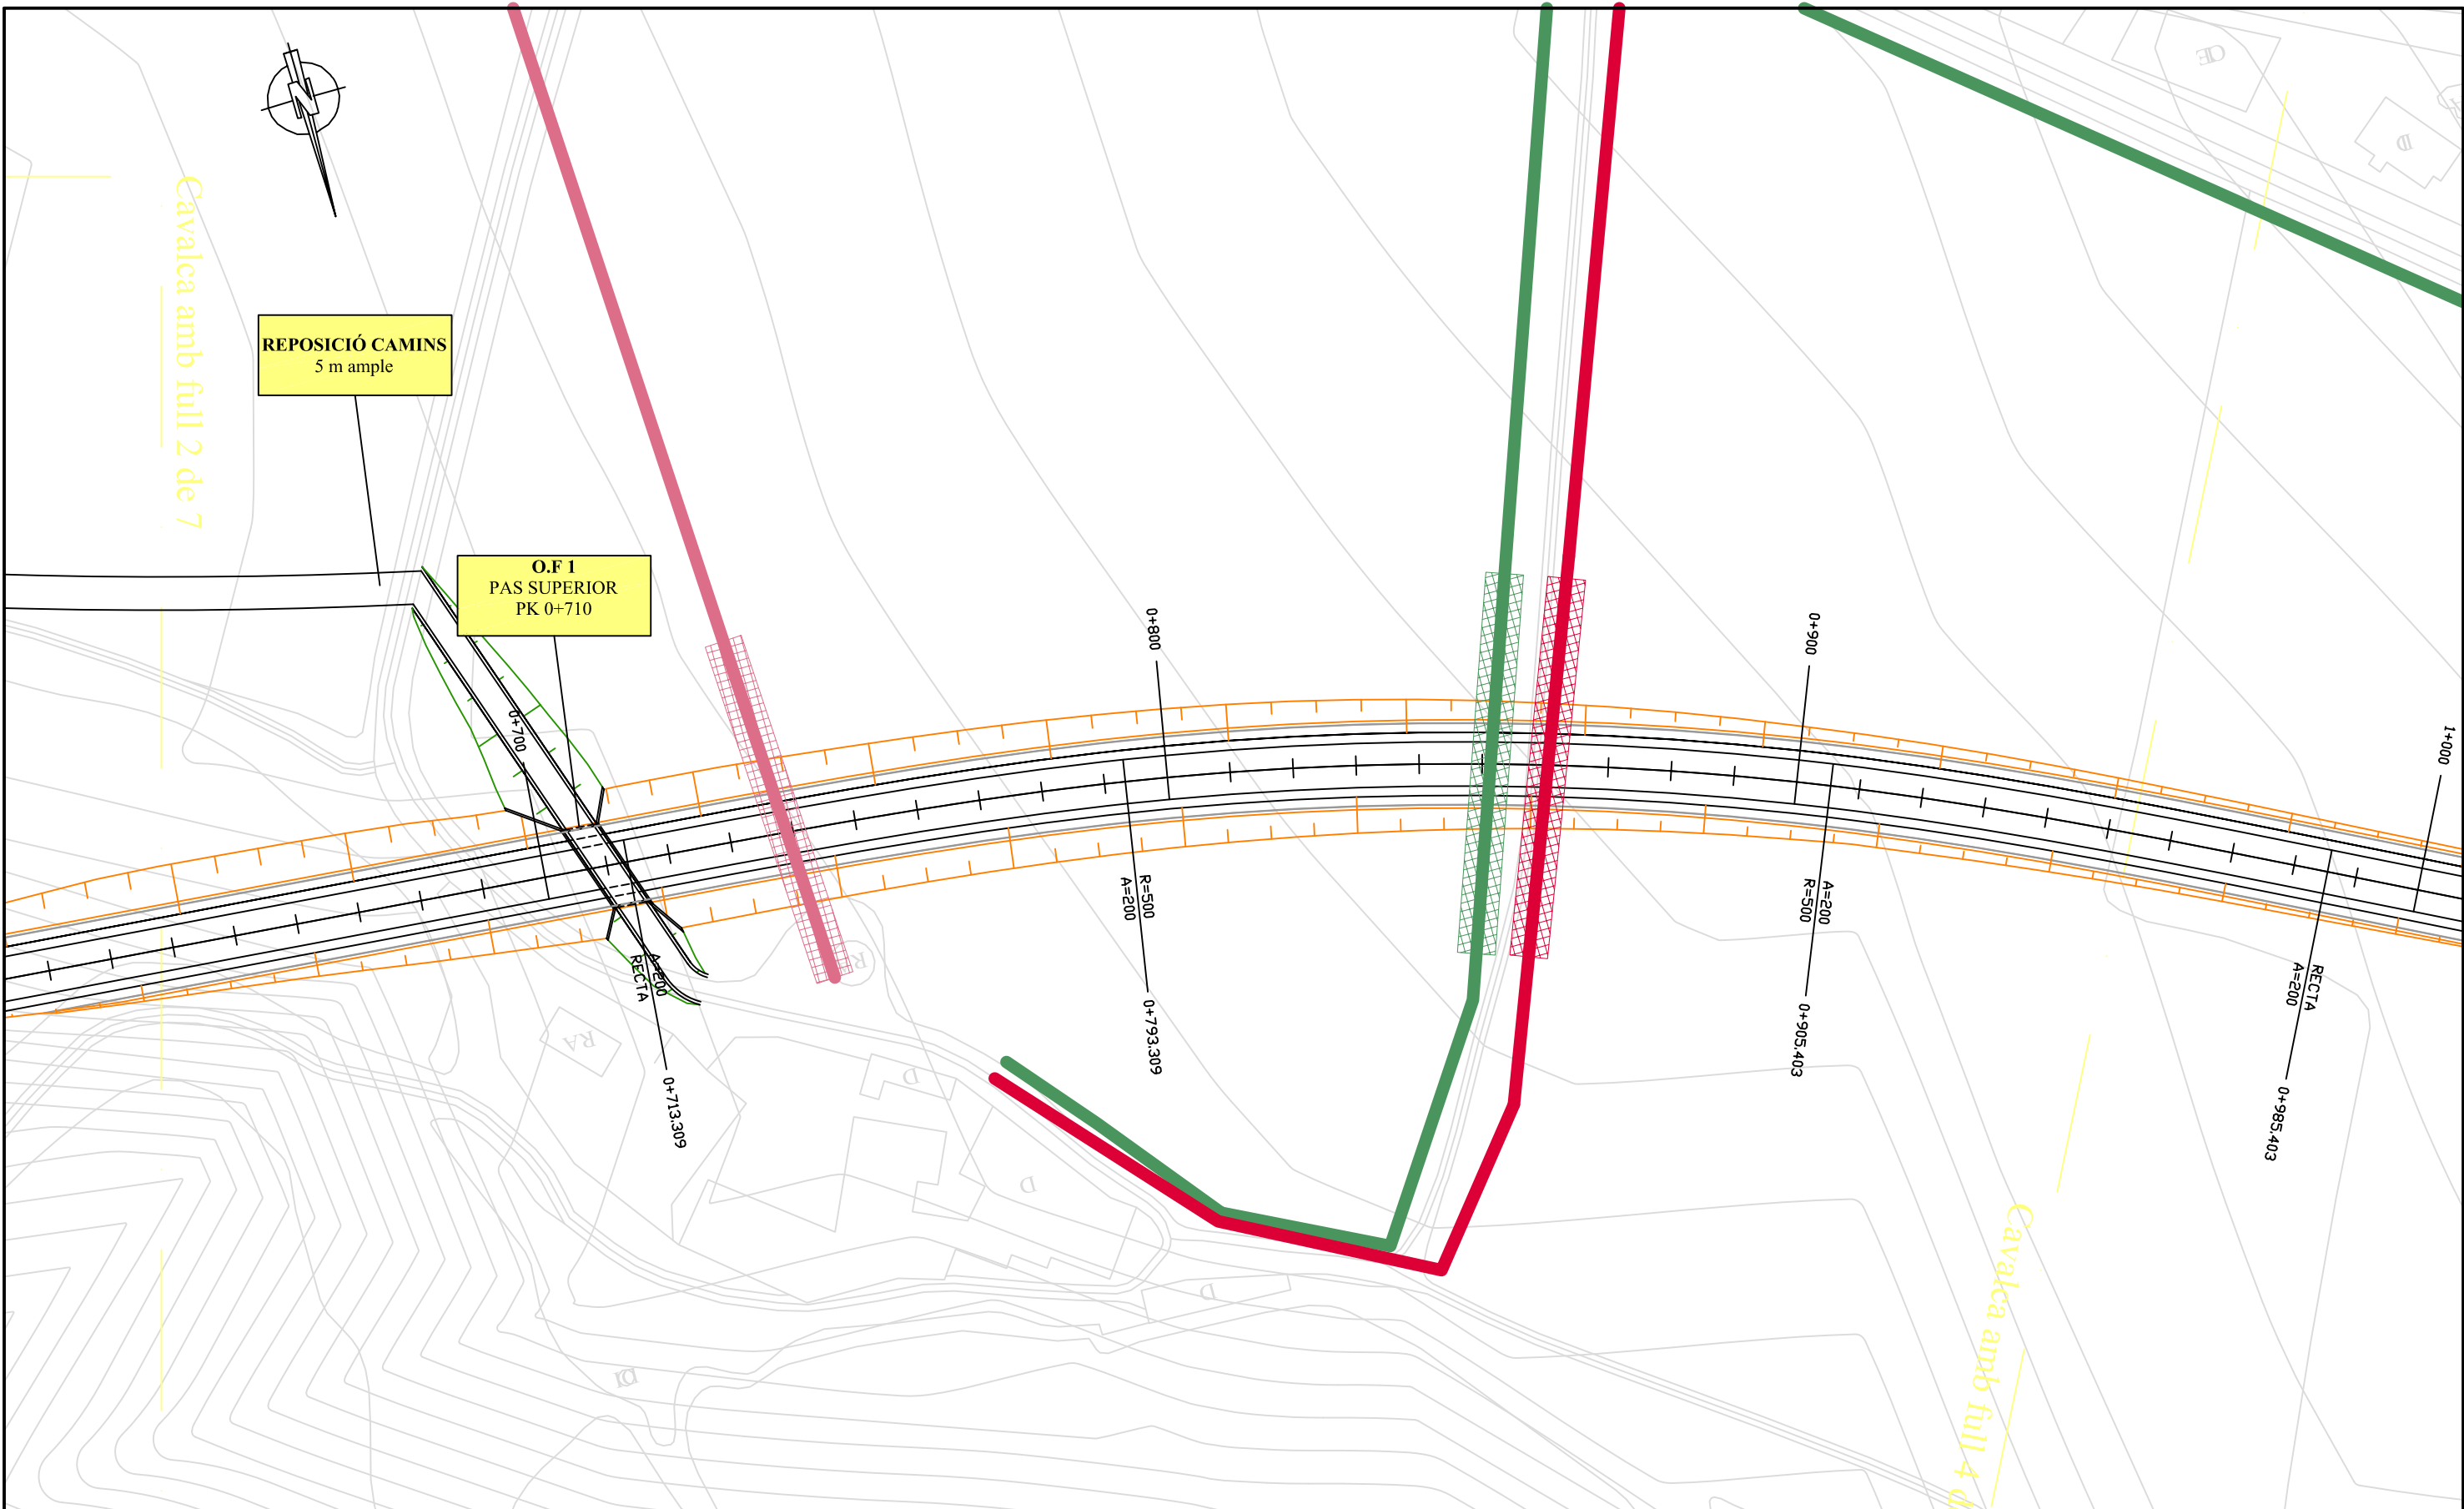 Cavalca amb full 2 de 7
REPOSICIÓ CAMINS
5 m ample
O.F 1
PAS SUPERIOR
PK 0+710
0+700
A=200
RECTA
0+713.309
0+800
R=500
A=200
0+793.309
0+900
A=200
R=500
0+905.403
1+000
RECTA
A=200
0+985.403
Cavalca amb full 4 d
N
RA
D
D
D
D